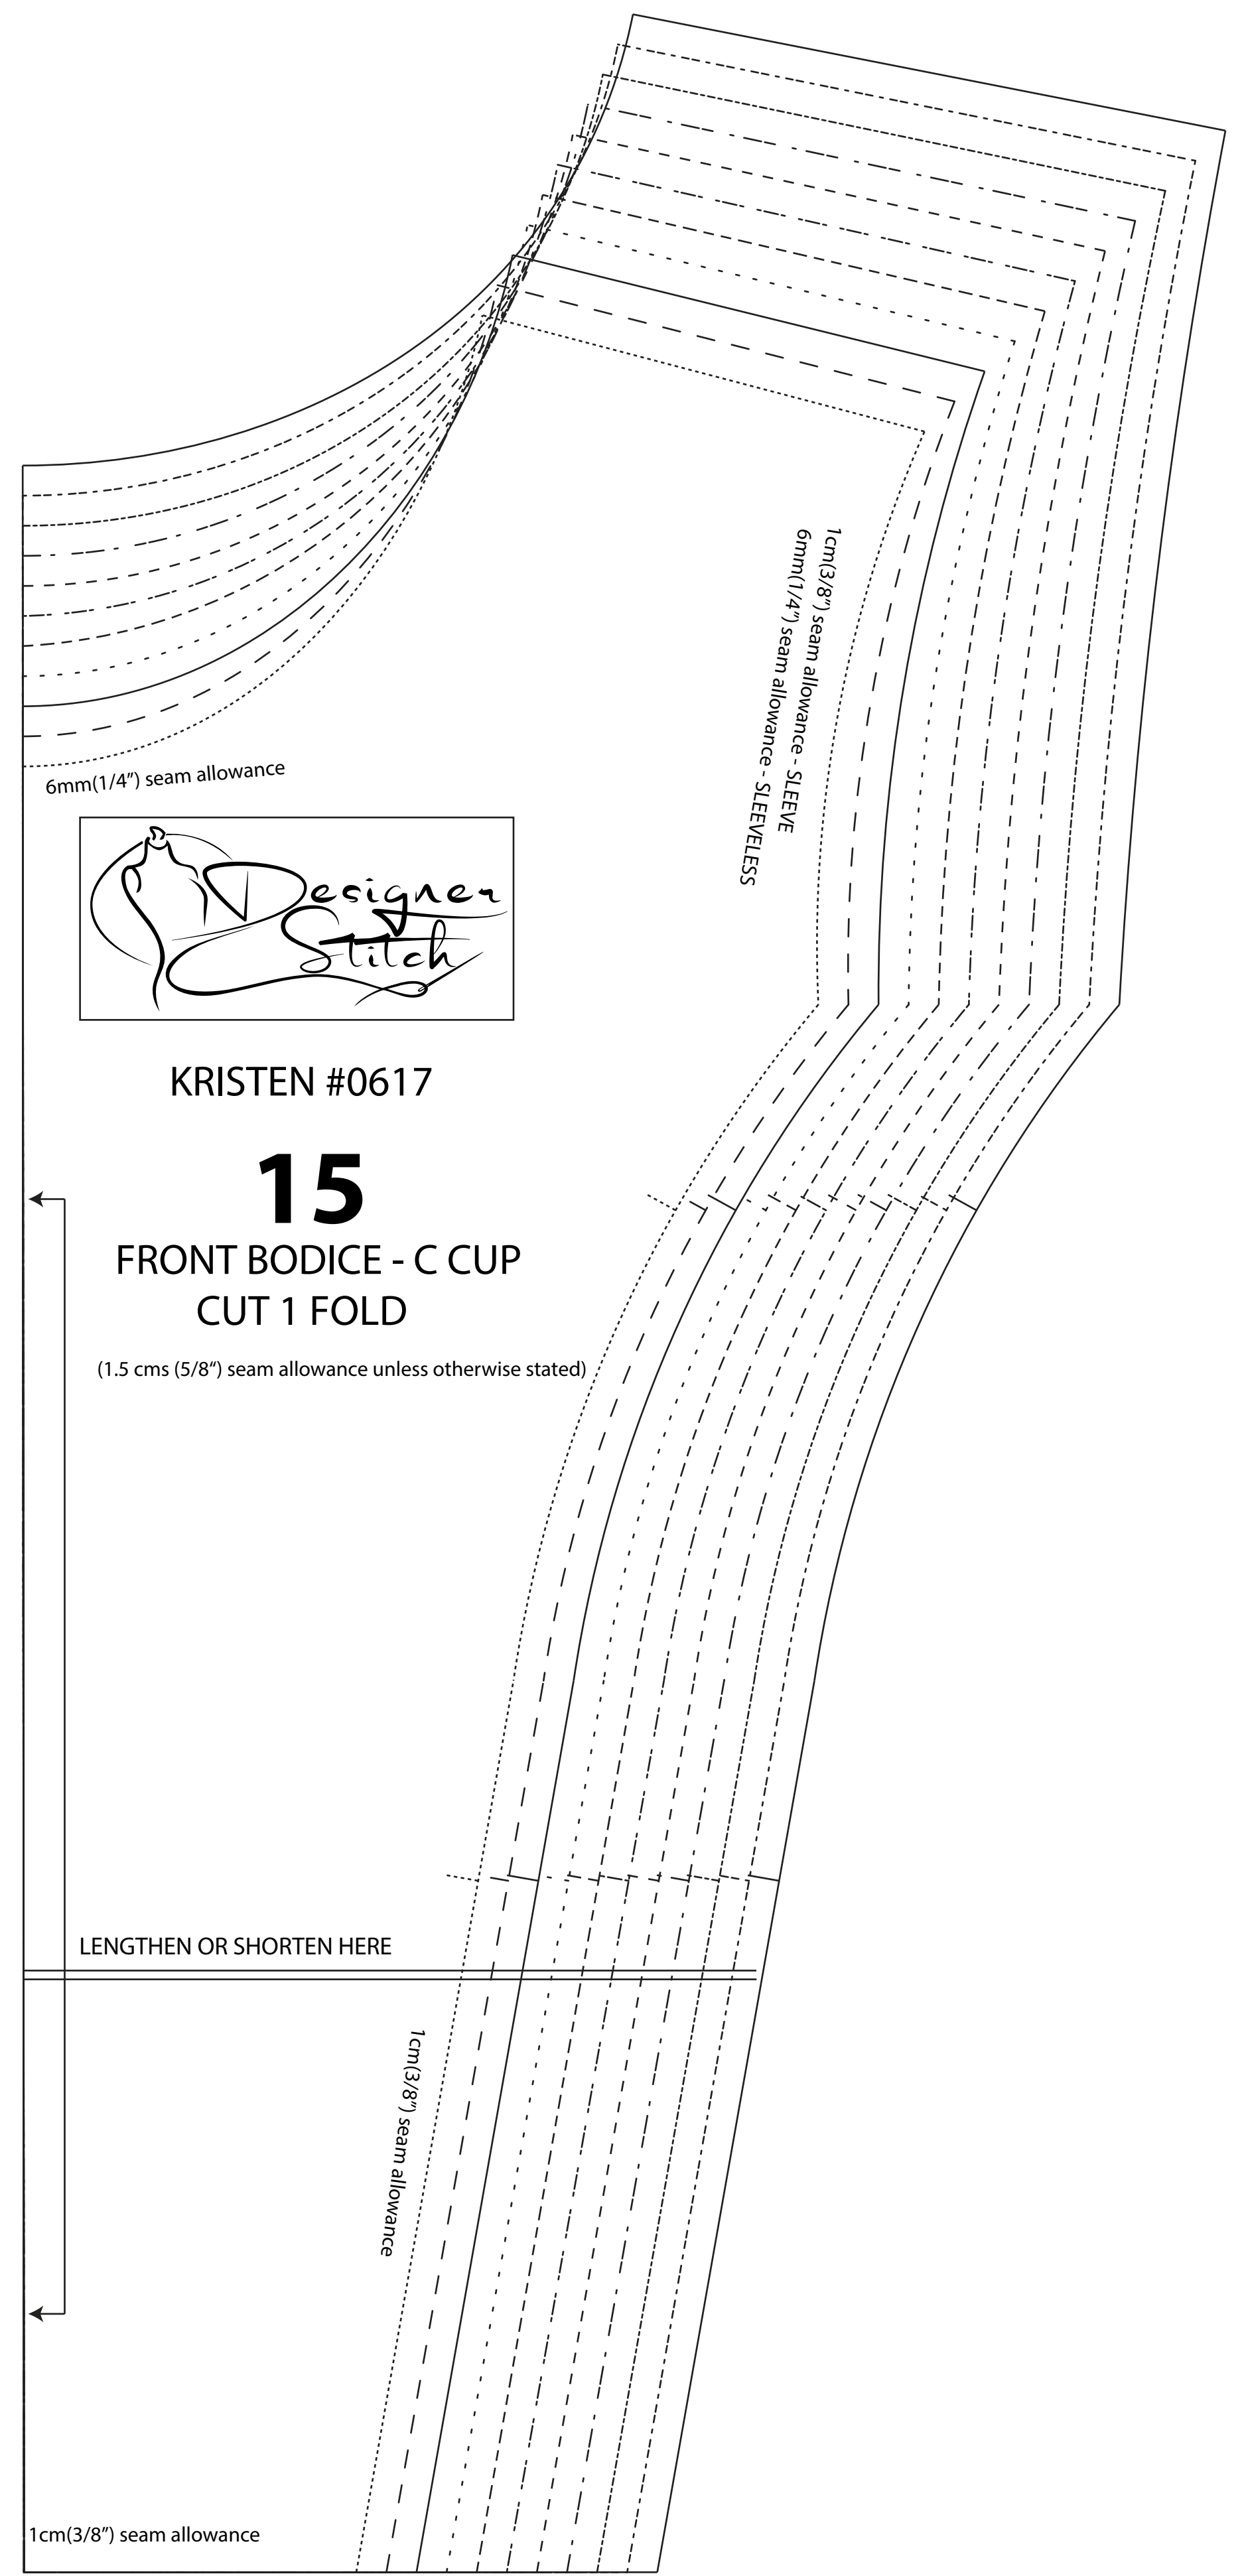 1cm(3/8”) seam allowance - SLEEVE
6mm(1/4”) seam allowance - SLEEVELESS
6mm(1/4”) seam allowance
Designer
Stitch
KRISTEN #0617
15
FRONT BODICE - C CUP
CUT 1 FOLD
(1.5 cms (5/8“) seam allowance unless otherwise stated)
LENGTHEN OR SHORTEN HERE
1cm(3/8”) seam allowance
1cm(3/8”) seam allowance